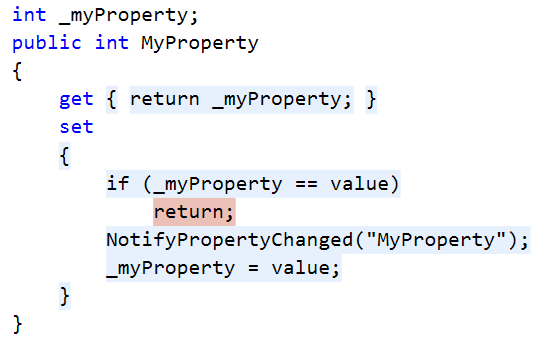 int _myProperty;
public int MyProperty
{
    get { return _myProperty; }
    set
    {
        if (_myProperty == value)
            return;
        NotifyPropertyChanged("MyProperty");
        _myProperty = value;
    }
}